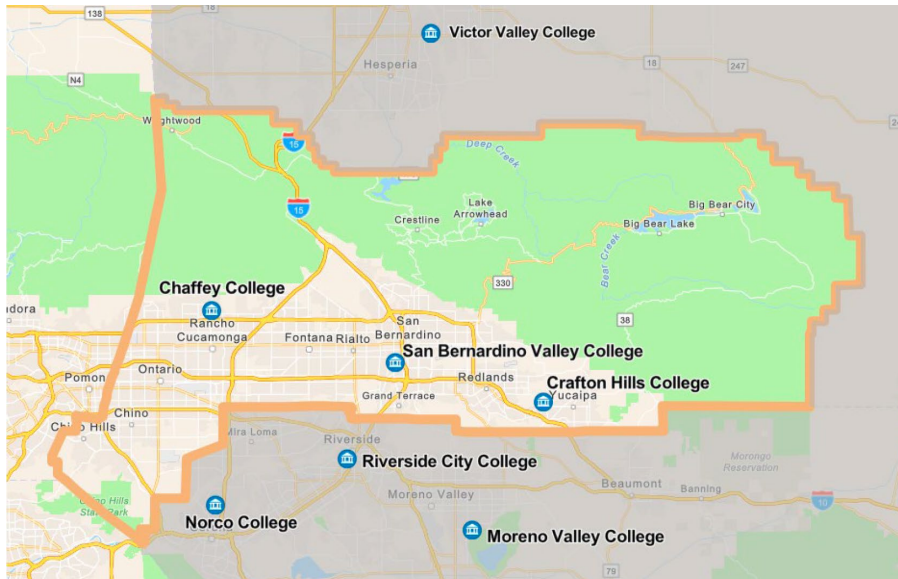 138
Victor Valley College
Hesperia
18
247
N4
Wrightwood
15
Deep Creek
15
Lake
Arrowhead
Crestline
Big Bear City
Big Bear Lake
Bear Creek
330
Chaffey College
Rancho
Cucamonga
38
San
Bernardino
Fontana
Rialto
San Bernardino Valley College
Pomon
Ontario
Redlands
Crafton Hills College
Grand Terrace
Yucaipa
Chino
Mira Loma
Riverside
Riverside City College
Morongo
Reservation
Beaumont
Banning
Moreno Valley
10
Norco College
Moreno Valley College
79